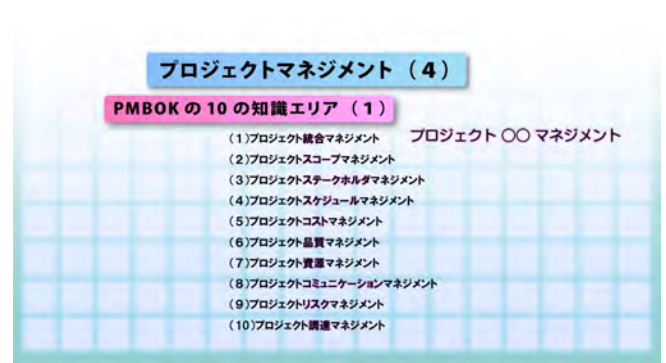 プロジェクトマネジメント（4）
PMBOK の 10 の知識エリア（1）
プロジェクト 〇〇 マネジメント
（1）プロジェクト統合マネジメント
（2）プロジェクトスコープマネジメント
（3）プロジェクトステークホルダマネジメント
（4）プロジェクトスケジュールマネジメント
（5）プロジェクトコストマネジメント
（6）プロジェクト品質マネジメント
（7）プロジェクト資源マネジメント
（8）プロジェクトコミュニケーションマネジメント
（9）プロジェクトリスクマネジメント
（10）プロジェクト調達マネジメント